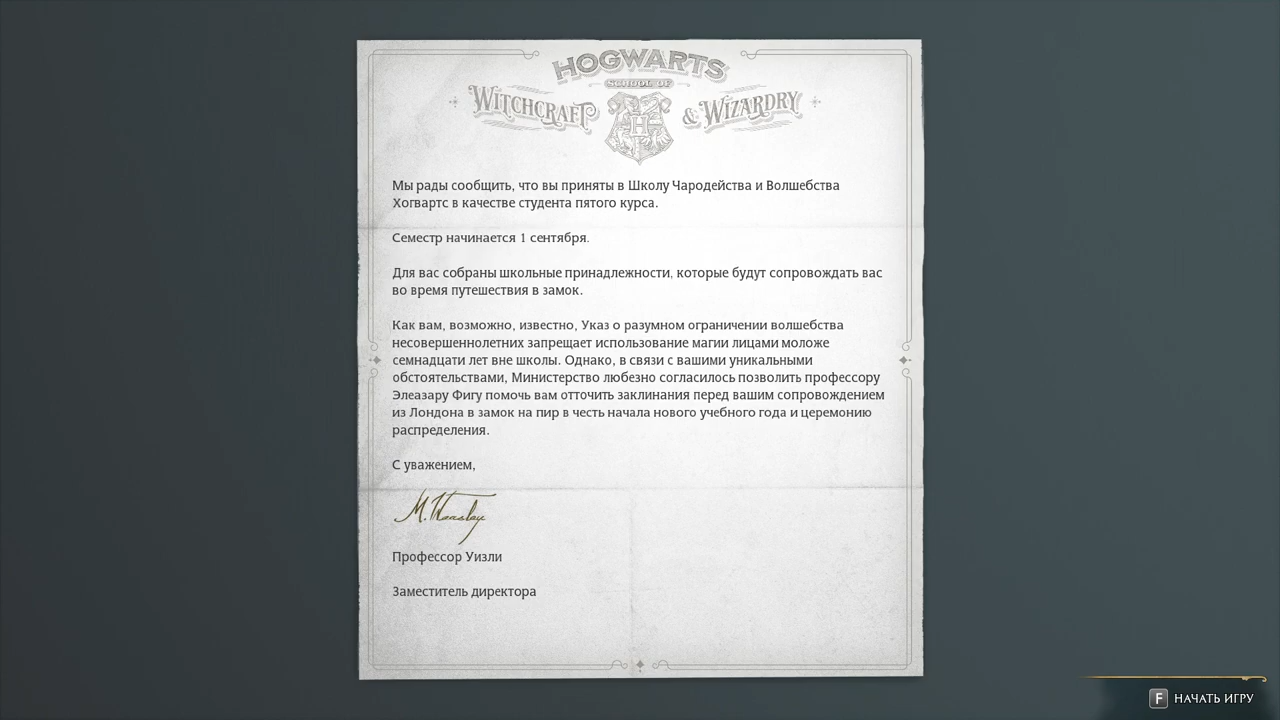 HOGWARTS
SCHOOL OF
WITCHCRAFT & WIZARDRY
H
Мы рады сообщить, что вы приняты в Школу Чародейства и Волшебства
Хогвартс в качестве студента пятого курса.
Семестр начинается 1 сентября.
Для вас собраны школьные принадлежности, которые будут сопровождать вас
во время путешествия в замок.
Как вам, возможно, известно, Указ о разумном ограничении волшебства
несовершеннолетних запрещает использование магии лицами моложе
семнадцати лет вне школы. Однако, в связи с вашими уникальными
обстоятельствами, Министерство любезно согласилось позволить профессору
Элеазару Фигу помочь вам отточить заклинания перед вашим сопровождением
из Лондона в замок на пир в честь начала нового учебного года и церемонию
распределения.
С уважением,
M. Weasley
Профессор Уизли
Заместитель директора
F НАЧАТЬ ИГРУ